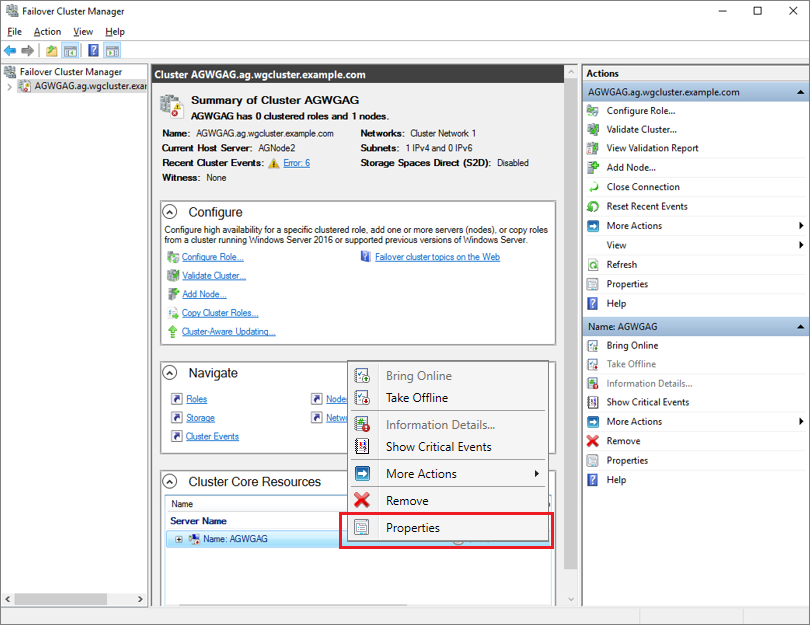 Failover Cluster Manager
File Action View Help
Failover Cluster Manager
AGWGAG.ag.wgcluster.exar
Cluster AGWGAG.ag.wgcluster.example.com
Summary of Cluster AGWGAG
AGWGAG has 0 clustered roles and 1 nodes.
Name: AGWGAG.ag.wgcluster.example.com Networks: Cluster Network 1
Current Host Server: AGNode2 Subnets: 1 IPv4 and 0 IPv6
Recent Cluster Events: Error: 6 Storage Spaces Direct (S2D): Disabled
Witness: None
Configure
Configure high availability for a specific clustered role, add one or more servers (nodes), or copy roles
from a cluster running Windows Server 2016 or supported previous versions of Windows Server.
Configure Role... Failover cluster topics on the Web
Validate Cluster...
Add Node...
Copy Cluster Roles...
Cluster-Aware Updating...
Navigate
Roles Node
Storage Netw
Cluster Events
Cluster Core Resources
Name
Server Name
Name: AGWGAG
Bring Online
Take Offline
Information Details...
Show Critical Events
More Actions
Remove
Properties
Actions
AGWGAG.ag.wgcluster.example.com
Configure Role...
Validate Cluster...
View Validation Report
Add Node...
Close Connection
Reset Recent Events
More Actions
View
Refresh
Properties
Help
Name: AGWGAG
Bring Online
Take Offline
Information Details...
Show Critical Events
More Actions
Remove
Properties
Help